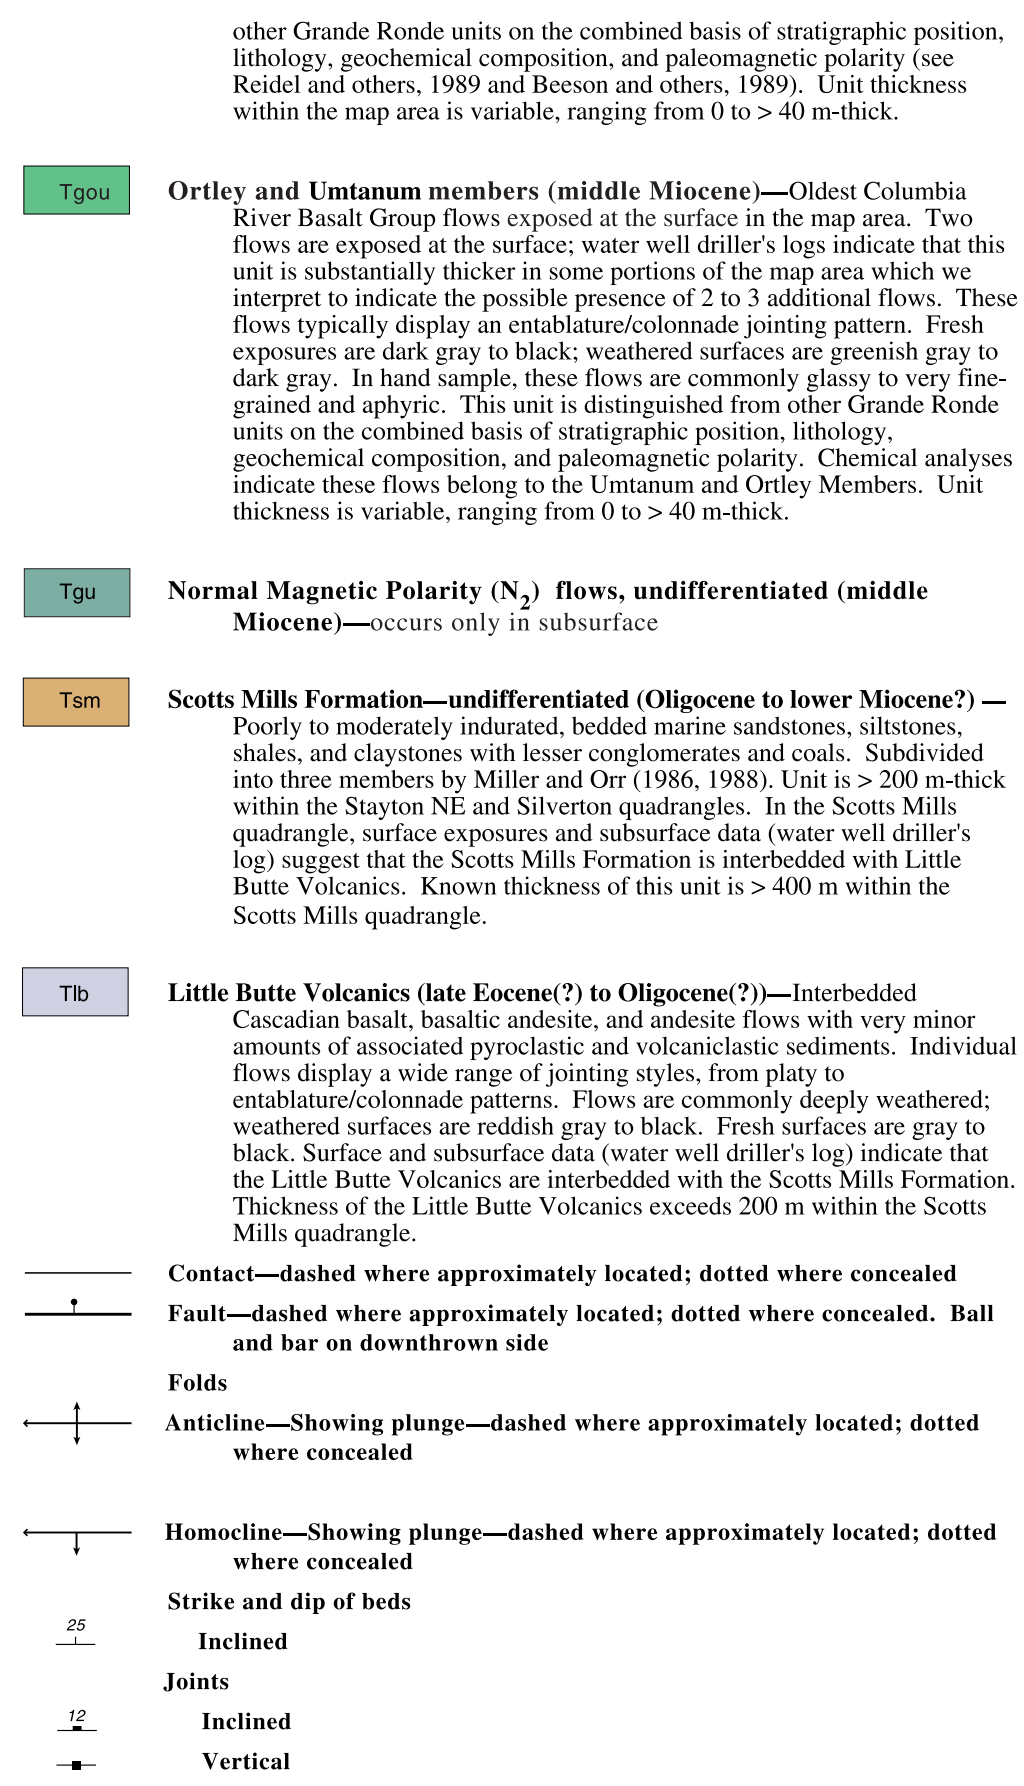 other Grande Ronde units on the combined basis of stratigraphic position,
lithology, geochemical composition, and paleomagnetic polarity (see
Reidel and others, 1989 and Beeson and others, 1989).  Unit thickness
within the map area is variable, ranging from 0 to > 40 m-thick.
Tgou
Ortley and Umtanum members (middle Miocene)—Oldest Columbia
River Basalt Group flows exposed at the surface in the map area.  Two
flows are exposed at the surface; water well driller's logs indicate that this
unit is substantially thicker in some portions of the map area which we
interpret to indicate the possible presence of 2 to 3 additional flows.  These
flows typically display an entablature/colonnade jointing pattern.  Fresh
exposures are dark gray to black; weathered surfaces are greenish gray to
dark gray.  In hand sample, these flows are commonly glassy to very fine-
grained and aphyric.  This unit is distinguished from other Grande Ronde
units on the combined basis of stratigraphic position, lithology,
geochemical composition, and paleomagnetic polarity.  Chemical analyses
indicate these flows belong to the Umtanum and Ortley Members.  Unit
thickness is variable, ranging from 0 to > 40 m-thick.
Tgu
Normal Magnetic Polarity (N2)  flows, undifferentiated (middle
Miocene)—occurs only in subsurface
Tsm
Scotts Mills Formation—undifferentiated (Oligocene to lower Miocene?) —
Poorly to moderately indurated, bedded marine sandstones, siltstones,
shales, and claystones with lesser conglomerates and coals.  Subdivided
into three members by Miller and Orr (1986, 1988). Unit is > 200 m-thick
within the Stayton NE and Silverton quadrangles.  In the Scotts Mills
quadrangle, surface exposures and subsurface data (water well driller's
log) suggest that the Scotts Mills Formation is interbedded with Little
Butte Volcanics.  Known thickness of this unit is > 400 m within the
Scotts Mills quadrangle.
Tlb
Little Butte Volcanics (late Eocene(?) to Oligocene(?))—Interbedded
Cascadian basalt, basaltic andesite, and andesite flows with very minor
amounts of associated pyroclastic and volcaniclastic sediments.  Individual
flows display a wide range of jointing styles, from platy to
entablature/colonnade patterns.  Flows are commonly deeply weathered;
weathered surfaces are reddish gray to black.  Fresh surfaces are gray to
black. Surface and subsurface data (water well driller's log) indicate that
the Little Butte Volcanics are interbedded with the Scotts Mills Formation.
Thickness of the Little Butte Volcanics exceeds 200 m within the Scotts
Mills quadrangle.
Contact—dashed where approximately located; dotted where concealed
Fault—dashed where approximately located; dotted where concealed.  Ball
and bar on downthrown side
Folds
Anticline—Showing plunge—dashed where approximately located; dotted
where concealed
Homocline—Showing plunge—dashed where approximately located; dotted
where concealed
Strike and dip of beds
25
Inclined
Joints
12
Inclined
Vertical